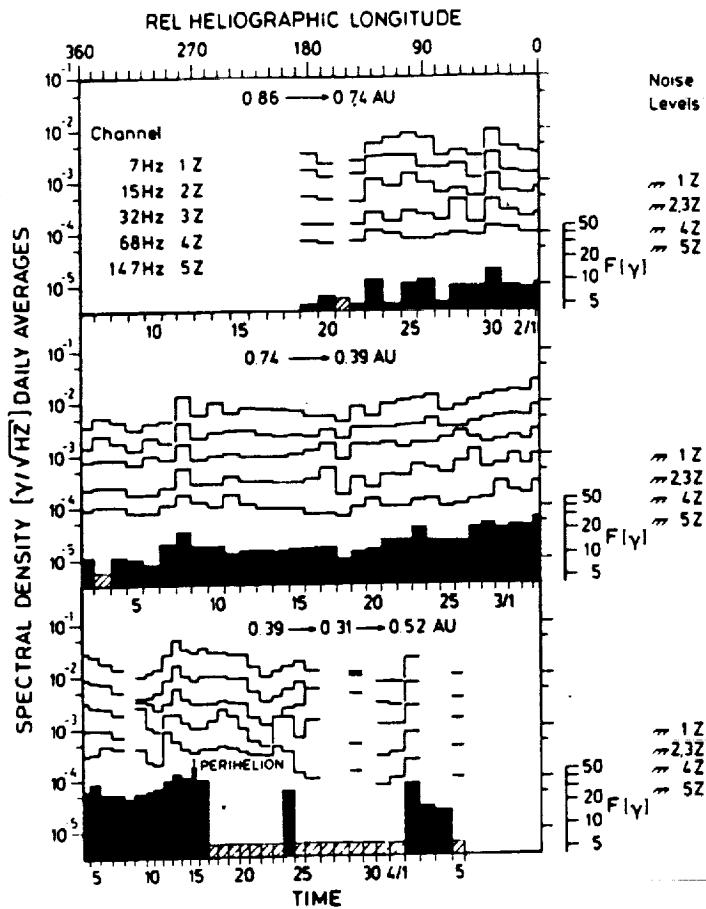 REL HELIOGRAPHIC LONGITUDE
360 270 180 90 0
10-1
0.86 → 0.74 AU
Noise
Levels
10-2
Channel
7Hz 1Z
10-3
15Hz 2Z
1Z
32Hz 3Z
2,3Z
10-4
68Hz 4Z
50
4Z
20
5Z
147Hz 5Z
10 F[γ]
10-5
5
10 15 20 25 30 2/1
10-1
0.74 → 0.39 AU
10-2
10-3
1Z
2,3Z
10-4
50
4Z
20
5Z
10-5
10 F[γ]
5
5 10 15 20 25 3/1
10-1
0.39 → 0.31 → 0.52 AU
10-2
10-3
1Z
2,3Z
10-4
PERIHELION
50
4Z
20
5Z
10 F[γ]
10-5
5
5 10 15 20 25 30 4/1 5
TIME
SPECTRAL DENSITY [γ/√HZ] DAILY AVERAGES